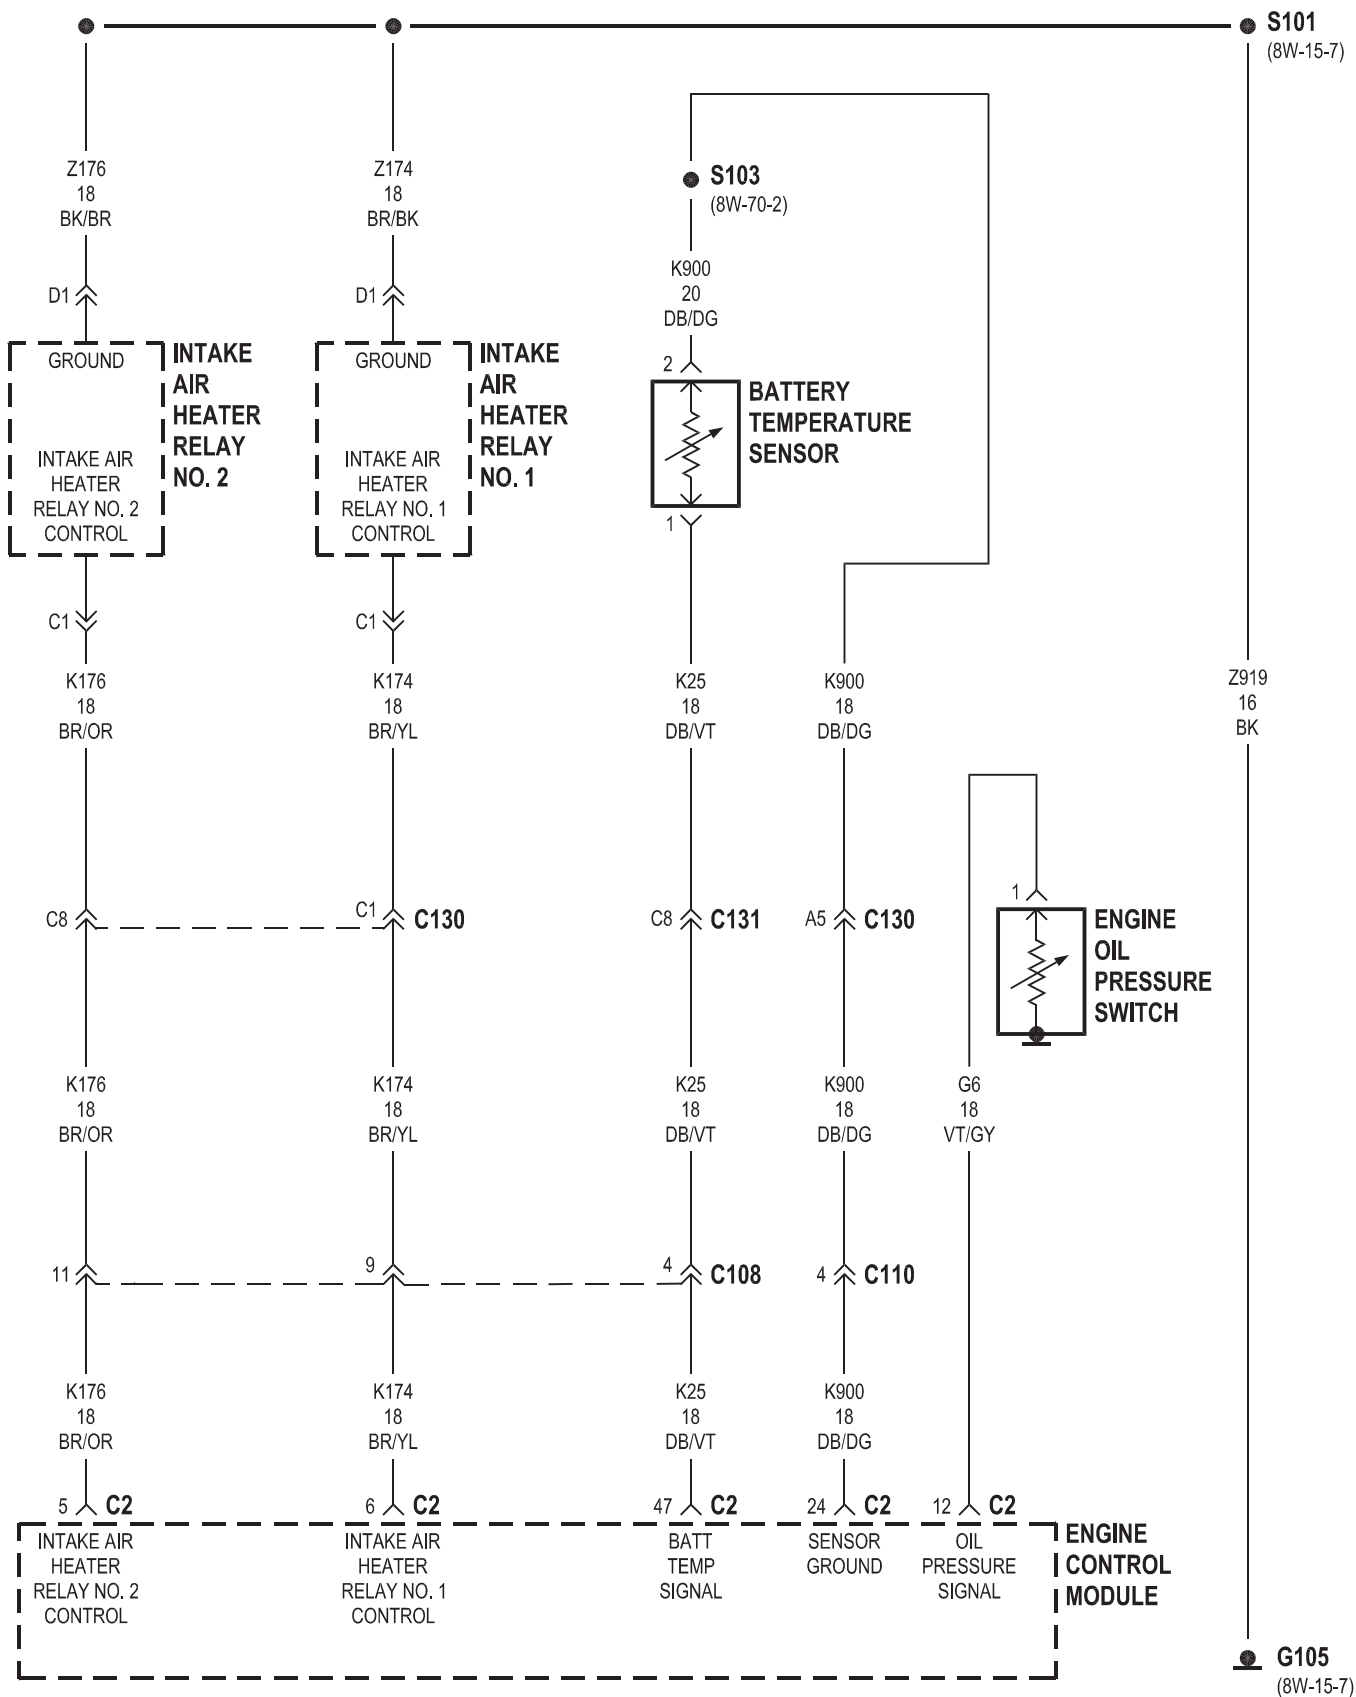 S101
(8W-15-7)
Z176
18
BK/BR
Z174
18
BR/BK
S103
(8W-70-2)
K900
20
DB/DG
D1
D1
2
GROUND
INTAKE AIR
HEATER
RELAY NO. 2
CONTROL
INTAKE
AIR
HEATER
RELAY
NO. 2
GROUND
INTAKE AIR
HEATER
RELAY NO. 1
CONTROL
INTAKE
AIR
HEATER
RELAY
NO. 1
BATTERY
TEMPERATURE
SENSOR
1
C1
C1
K176
18
BR/OR
K174
18
BR/YL
K25
18
DB/VT
K900
18
DB/DG
Z919
16
BK
C8
C1
C130
C8
C131
A5
C130
1
ENGINE
OIL
PRESSURE
SWITCH
K176
18
BR/OR
K174
18
BR/YL
K25
18
DB/VT
K900
18
DB/DG
G6
18
VT/GY
11
9
4
C108
4
C110
K176
18
BR/OR
K174
18
BR/YL
K25
18
DB/VT
K900
18
DB/DG
5
C2
6
C2
47
C2
24
C2
12
C2
INTAKE AIR
HEATER
RELAY NO. 2
CONTROL
INTAKE AIR
HEATER
RELAY NO. 1
CONTROL
BATT
TEMP
SIGNAL
SENSOR
GROUND
OIL
PRESSURE
SIGNAL
ENGINE
CONTROL
MODULE
G105
(8W-15-7)